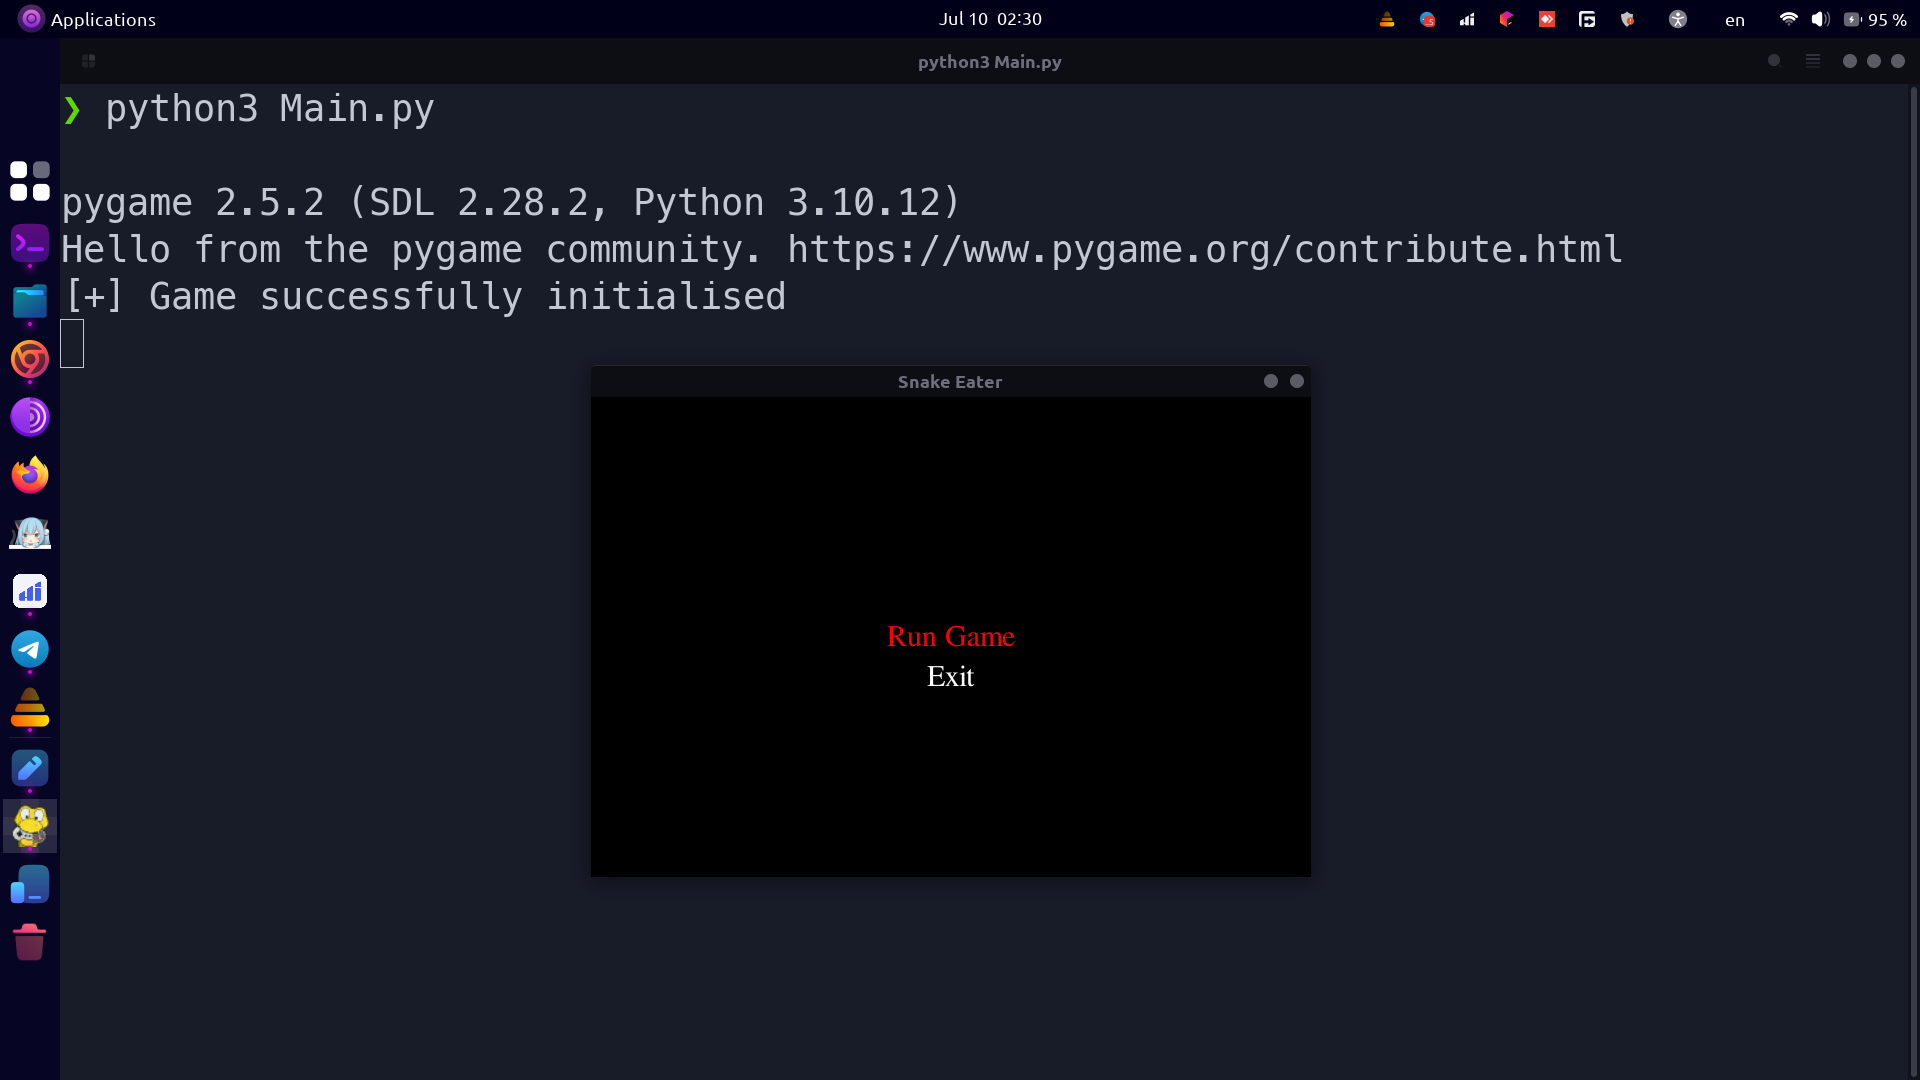 Applications
Jul 10 02:30
en
95 %
python3 Main.py
❯ python3 Main.py
pygame 2.5.2 (SDL 2.28.2, Python 3.10.12)
Hello from the pygame community. https://www.pygame.org/contribute.html
[+] Game successfully initialised
Snake Eater
Run Game
Exit